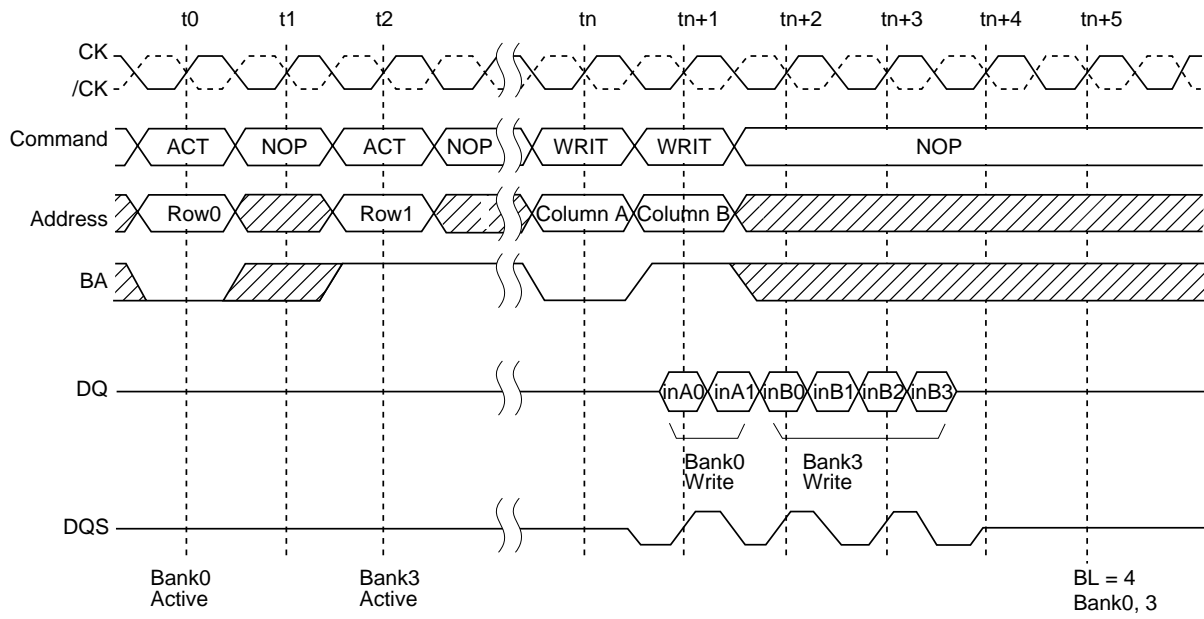 t0 t1 t2 tn tn+1 tn+2 tn+3 tn+4 tn+5
CK
/CK
Command ACT NOP ACT NOP WRIT WRIT NOP
Address Row0 Row1 Column A Column B
BA
DQ inA0 inA1 inB0 inB1 inB2 inB3
Bank0 Bank3
Write Write
DQS
Bank0 Bank3 BL = 4
Active Active Bank0, 3